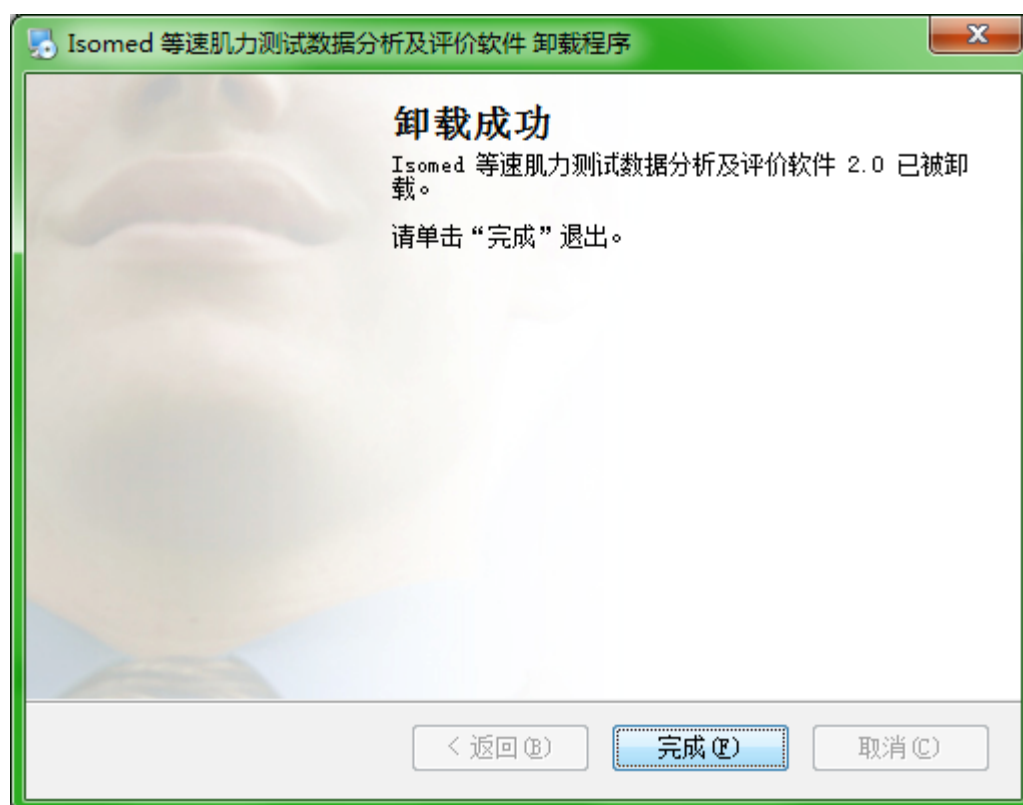 Isomed 等速肌力测试数据分析及评价软件 卸载程序
卸载成功
Isomed 等速肌力测试数据分析及评价软件 2.0 已被卸
载。
请单击“完成”退出。
< 返回(B)
完成(F)
取消(C)